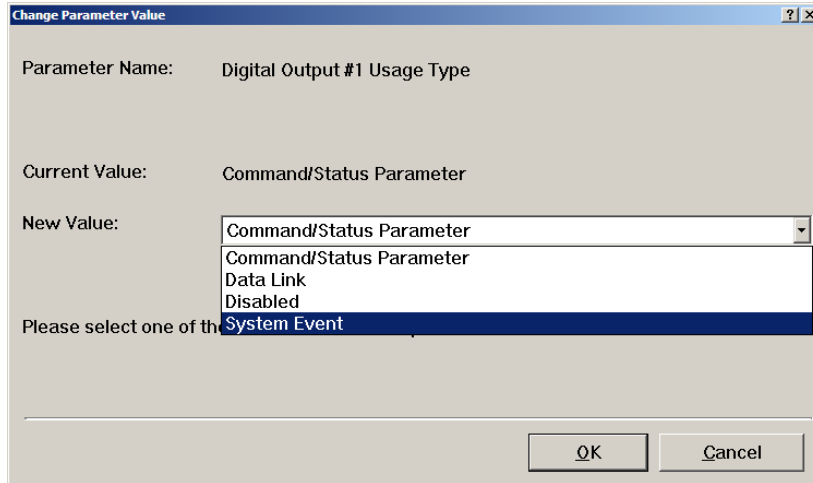 Change Parameter Value
Parameter Name: Digital Output #1 Usage Type
Current Value: Command/Status Parameter
New Value: Command/Status Parameter
Command/Status Parameter
Data Link
Disabled
System Event
Please select one of
OK Cancel